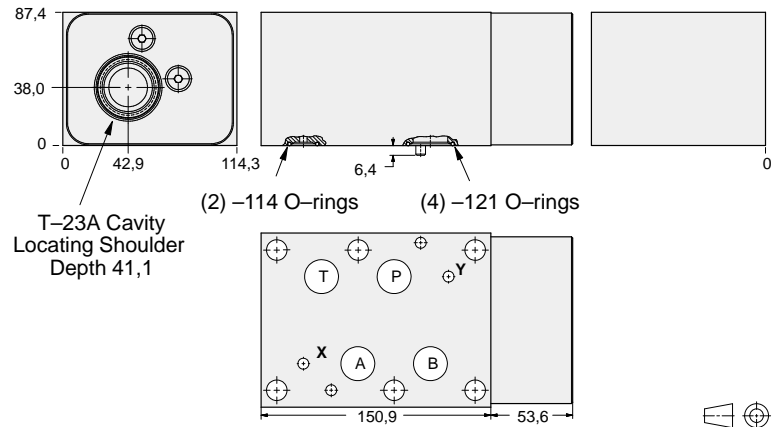 87,4
38,0
0
0
42,9
114,3
6,4
0
(2) –114 O–rings
(4) –121 O–rings
T–23A Cavity
Locating Shoulder
Depth 41,1
T
P
Y
X
A
B
150,9
53,6